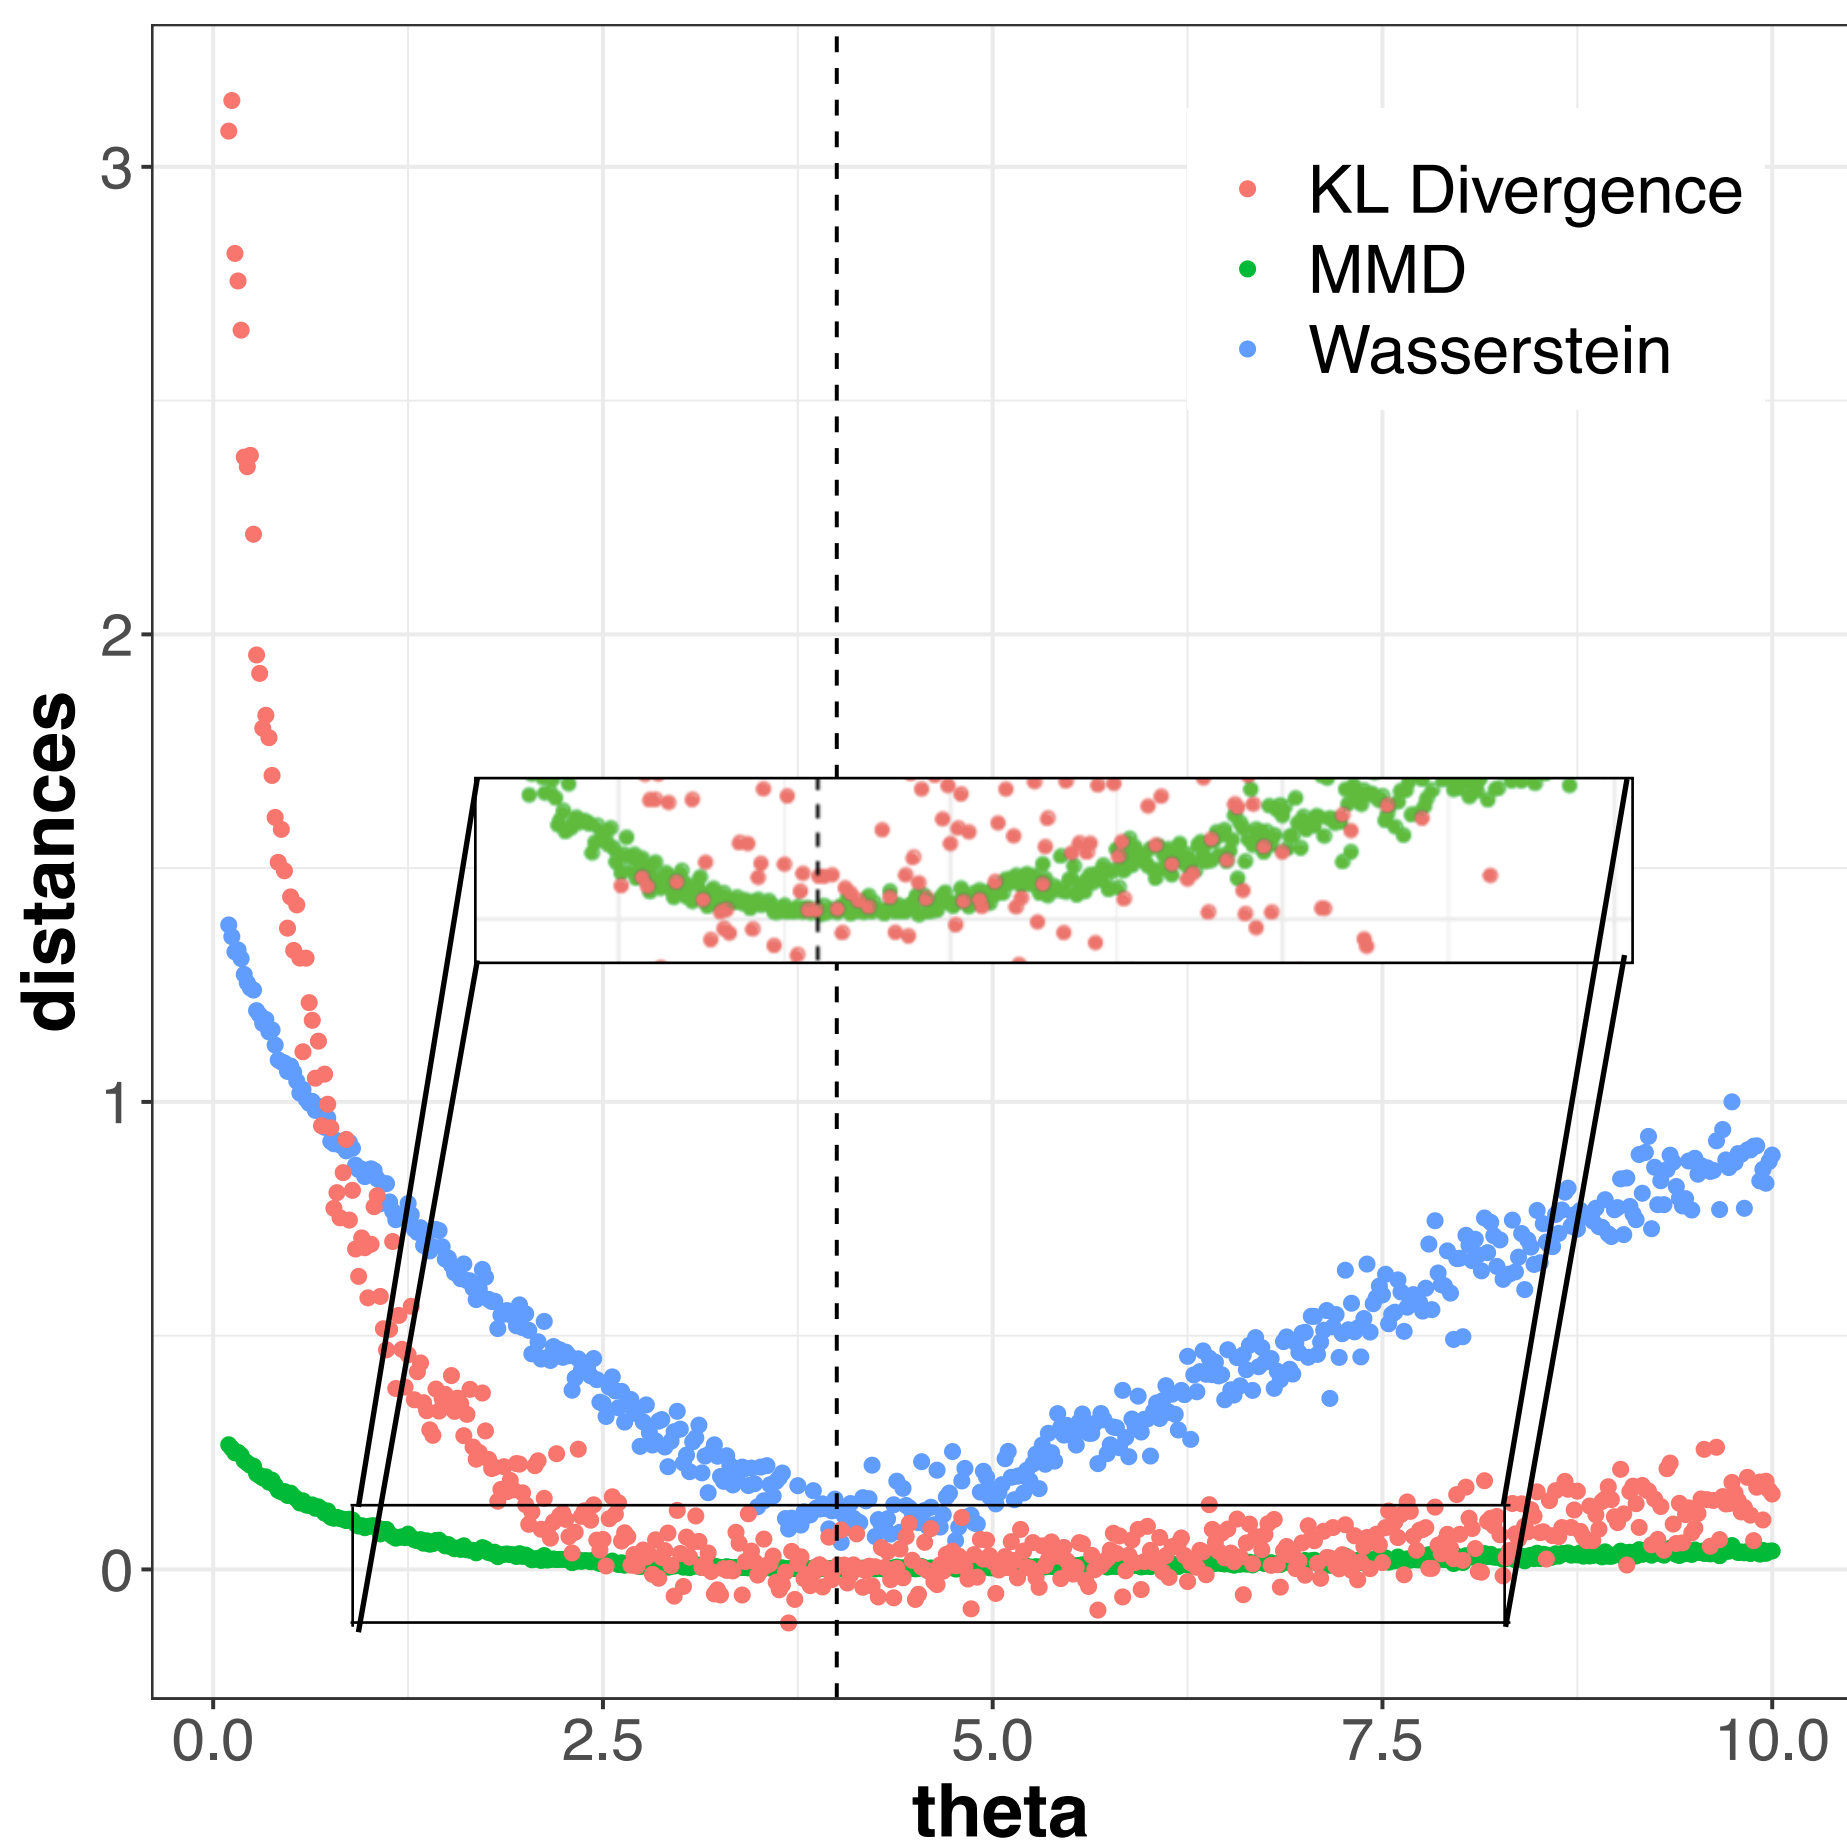 KL Divergence
MMD
Wasserstein
distances
3
2
1
0
0.0 2.5 5.0 7.5 10.0
theta